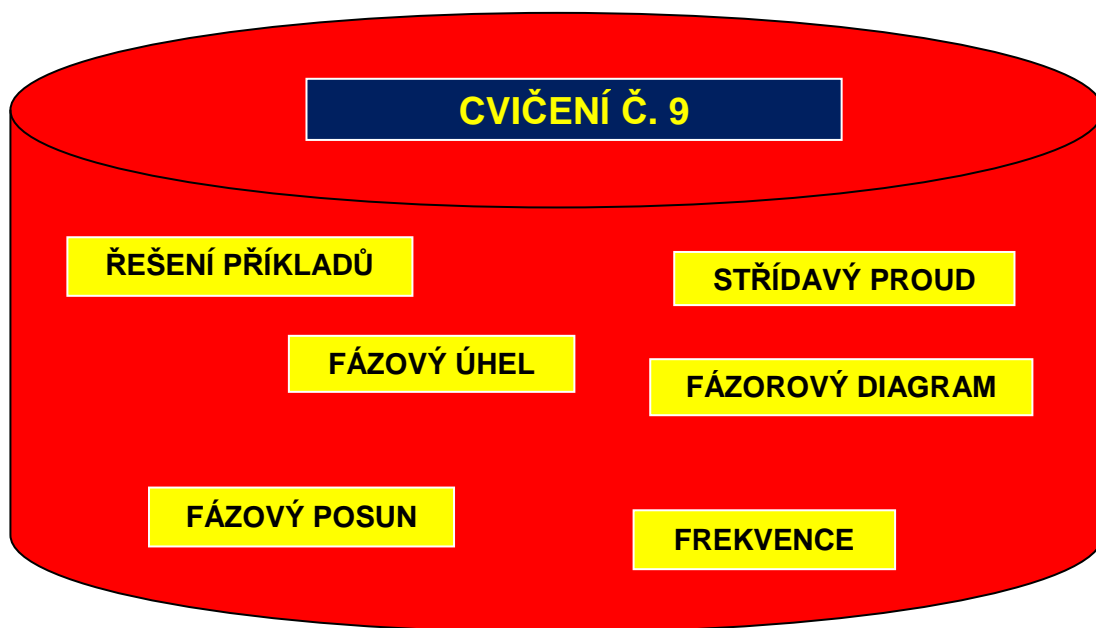 CVIČENÍ Č. 9
ŘEŠENÍ PŘÍKLADŮ
STŘÍDAVÝ PROUD
FÁZOVÝ ÚHEL
FÁZOROVÝ DIAGRAM
FÁZOVÝ POSUN
FREKVENCE